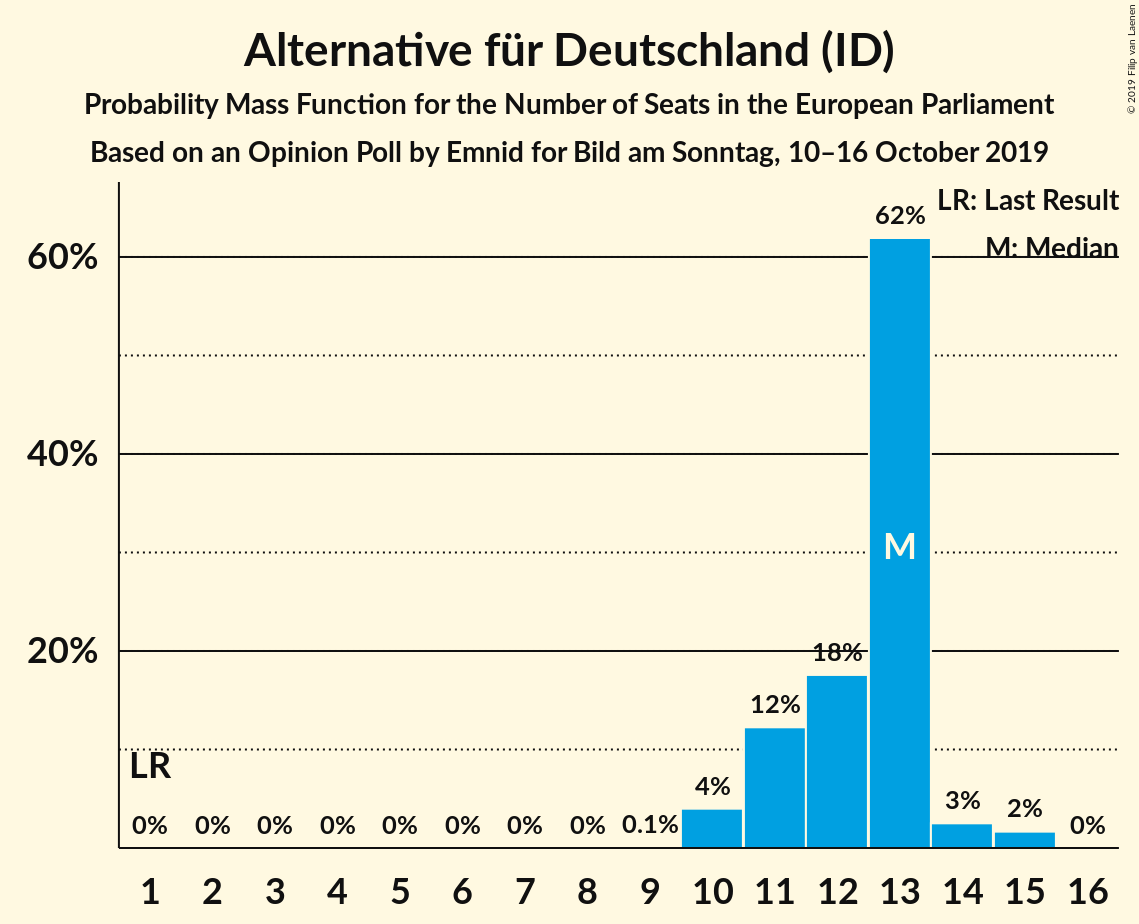 Alternative für Deutschland (ID)
Probability Mass Function for the Number of Seats in the European Parliament
Based on an Opinion Poll by Emnid for Bild am Sonntag, 10–16 October 2019
© 2019 Filip van Laenen
LR: Last Result
M: Median
62%
60%
40%
M
20%
18%
12%
LR
4%
3%
2%
0% 0% 0% 0% 0% 0% 0% 0% 0.1% 0%
1 2 3 4 5 6 7 8 9 10 11 12 13 14 15 16